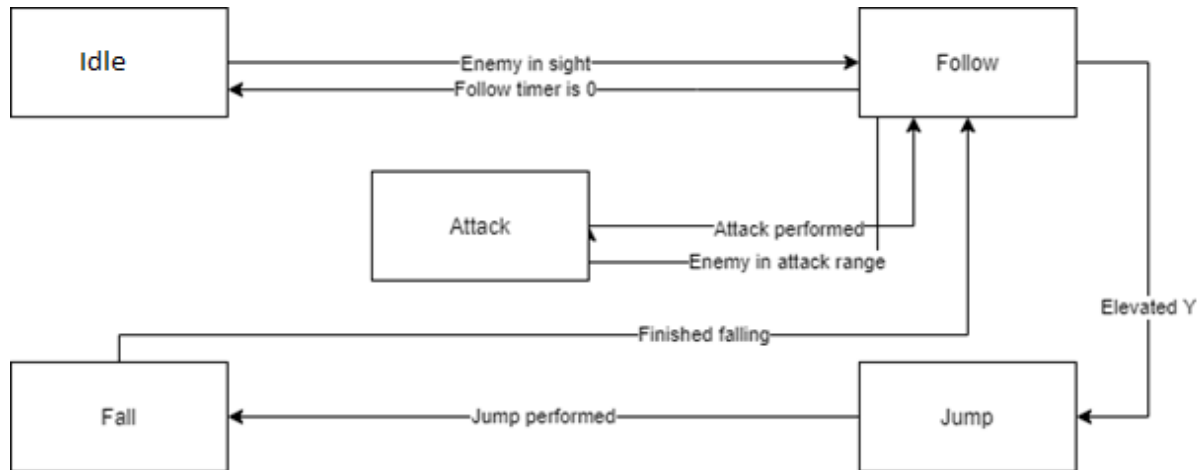 Idle
Enemy in sight
Follow
Follow timer is 0
Attack
Attack performed
Enemy in attack range
Elevated Y
Finished falling
Fall
Jump performed
Jump